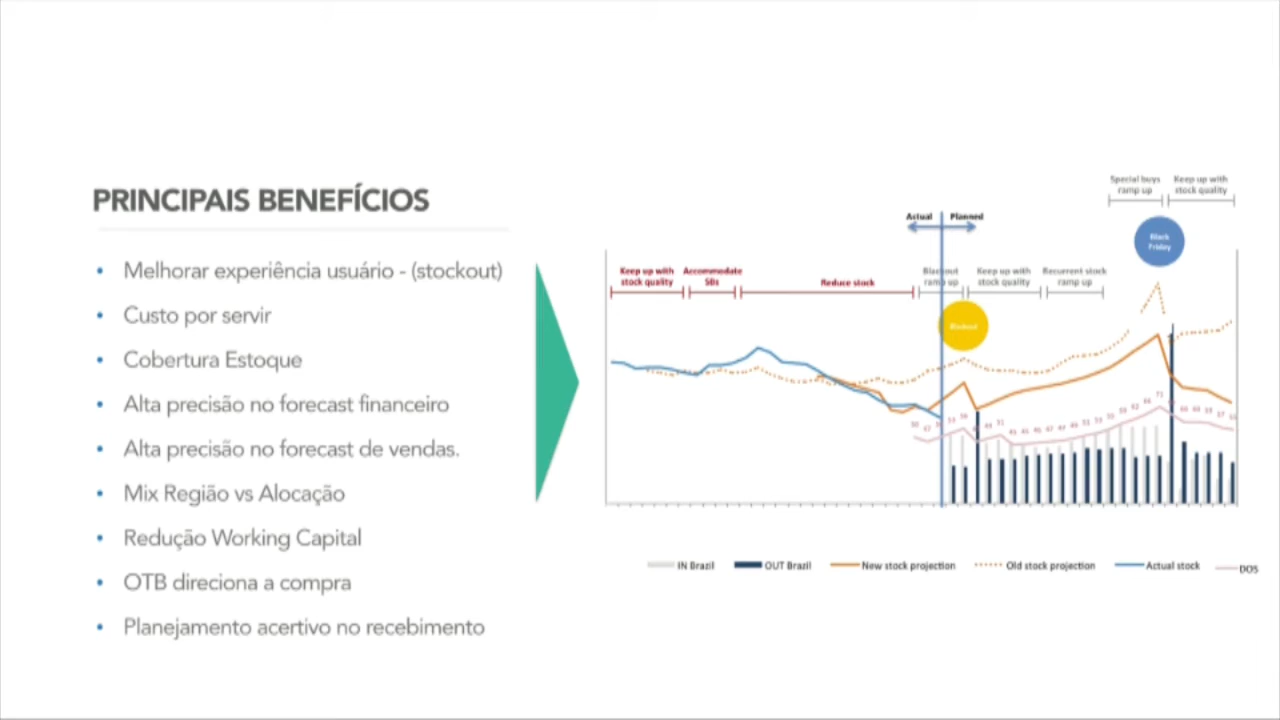 PRINCIPAIS BENEFÍCIOS
• Melhorar experiência usuário - (stockout)
• Custo por servir
• Cobertura Estoque
• Alta precisão no forecast financeiro
• Alta precisão no forecast de vendas.
• Mix Região vs Alocação
• Redução Working Capital
• OTB direciona a compra
• Planejamento acertivo no recebimento
Special buys
ramp up
Keep up with
stock quality
Actual
Planned
Black
Friday
Keep up with
stock quality
Accommodate
SBs
Reduce stock
ramp up
Keep up with
stock quality
Recurrent stock
ramp up
IN Brazil
OUT Brazil
New stock projection
Old stock projection
Actual stock
DOS